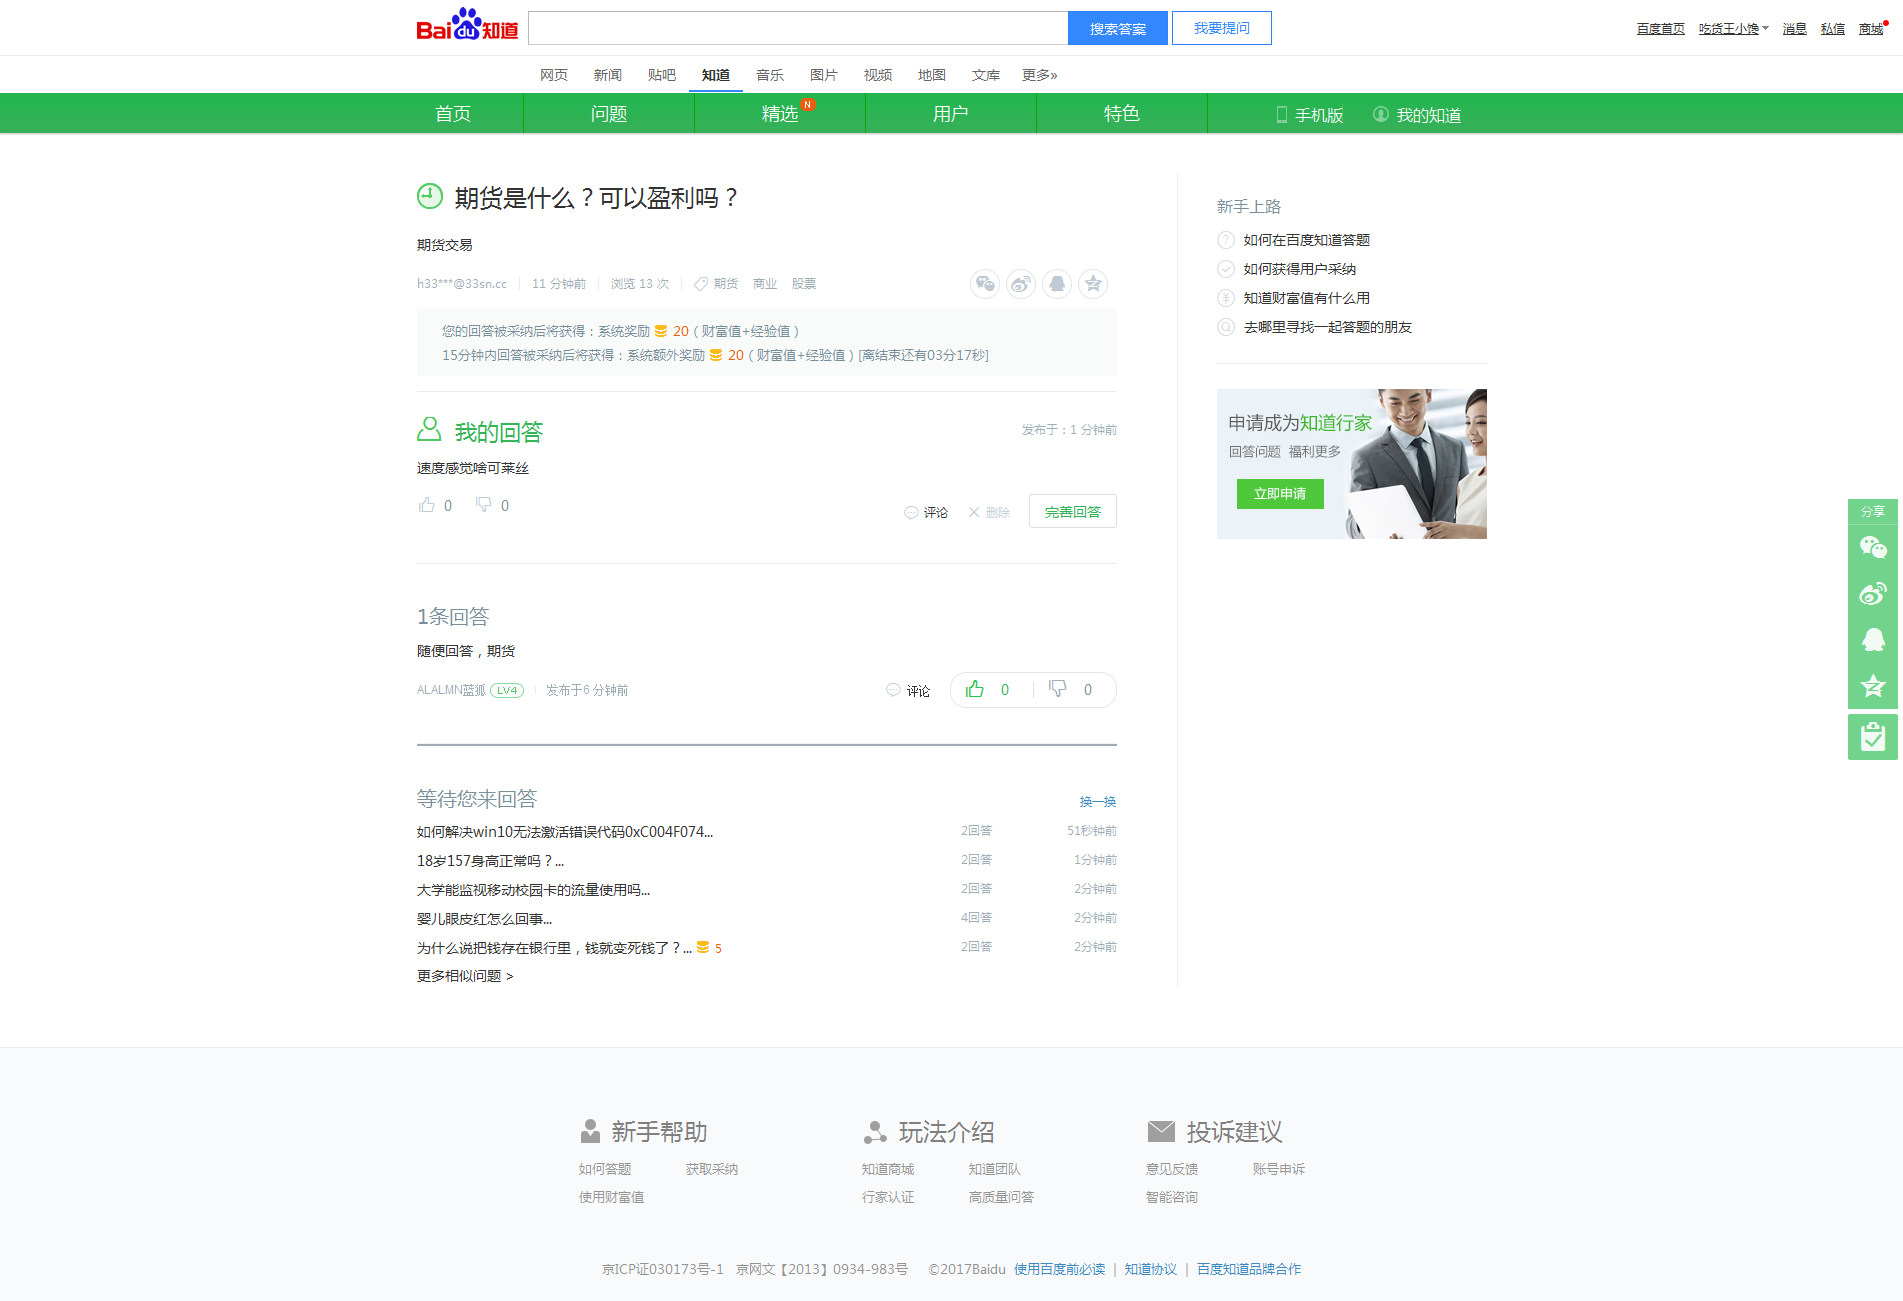 Bai du 知道 搜索答案 我要提问 百度首页 吃货王小馋 消息 私信 商城
网页 新闻 贴吧 知道 音乐 图片 视频 地图 文库 更多»
首页 问题 精选 N 用户 特色 手机版 我的知道
期货是什么？可以盈利吗？
期货交易
h33***@33sn.cc 11 分钟前 浏览 13 次 期货 商业 股票
您的回答被采纳后将获得：系统奖励 20（财富值+经验值）
15分钟内回答被采纳后将获得：系统额外奖励 20（财富值+经验值）[离结束还有03分17秒]
我的回答 发布于：1 分钟前
速度感觉啥可莱丝
0 0 评论 删除 完善回答
1条回答
随便回答，期货
ALALMN蓝狐 LV4 发布于6 分钟前 评论 0 0
等待您来回答 换一换
如何解决win10无法激活错误代码0xC004F074... 2回答 51秒钟前
18岁157身高正常吗？... 2回答 1分钟前
大学能监视移动校园卡的流量使用吗... 2回答 2分钟前
婴儿眼皮红怎么回事... 4回答 2分钟前
为什么说把钱存在银行里，钱就变死钱了？... 5 2回答 2分钟前
更多相似问题 >
新手上路
如何在百度知道答题
如何获得用户采纳
知道财富值有什么用
去哪里寻找一起答题的朋友
申请成为知道行家
回答问题 福利更多
立即申请
分享
新手帮助 玩法介绍 投诉建议
如何答题 获取采纳 知道商城 知道团队 意见反馈 账号申诉
使用财富值 行家认证 高质量问答 智能咨询
京ICP证030173号-1 京网文【2013】0934-983号 ©2017Baidu 使用百度前必读 | 知道协议 | 百度知道品牌合作